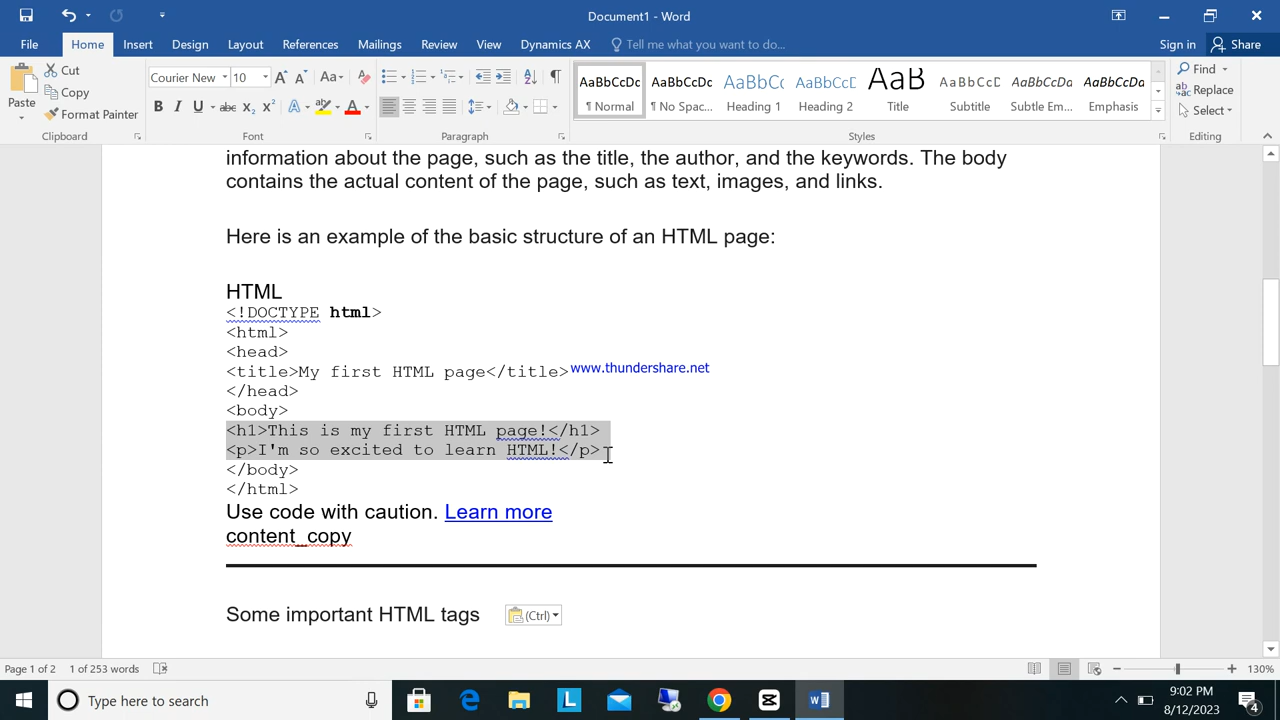 Document1 - Word
File Home Insert Design Layout References Mailings Review View Dynamics AX Tell me what you want to do... Sign in Share
Paste
Cut
Copy
Format Painter
Clipboard
Courier New 10
Font
Paragraph
AaBbCcDc AaBbCcDc AaBbCc AaBbCcDc AaB AaBbCcD AaBbCcDc AaBbCcDc
¶ Normal ¶ No Spac... Heading 1 Heading 2 Title Subtitle Subtle Em... Emphasis
Styles
Find
Replace
Select
Editing
information about the page, such as the title, the author, and the keywords. The body
contains the actual content of the page, such as text, images, and links.
Here is an example of the basic structure of an HTML page:
HTML
<!DOCTYPE html>
<html>
<head>
<title>My first HTML page</title>
www.thundershare.net
</head>
<body>
<h1>This is my first HTML page!</h1>
<p>I'm so excited to learn HTML!</p>
</body>
</html>
Use code with caution. Learn more
content_copy
Some important HTML tags
(Ctrl)
Page 1 of 2 1 of 253 words 130%
Type here to search
9:02 PM
8/12/2023
4